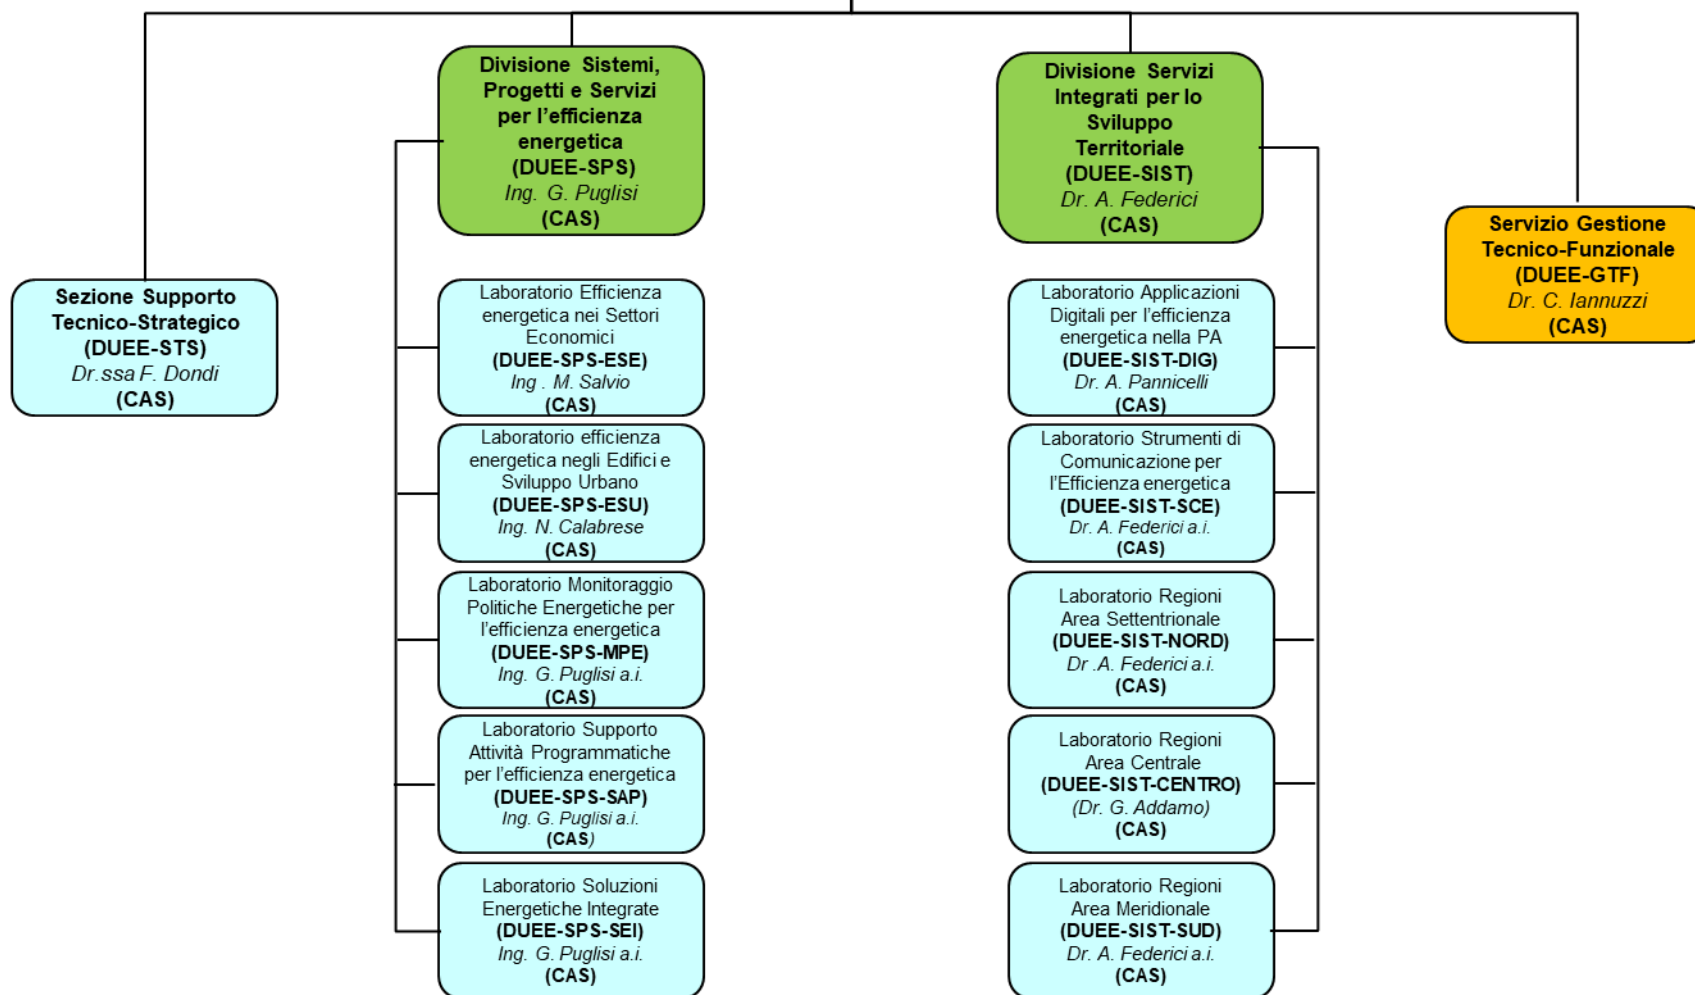 Divisione Sistemi,
Progetti e Servizi
per l'efficienza
energetica
(DUEE-SPS)
Ing. G. Puglisi
(CAS)
Divisione Servizi
Integrati per lo
Sviluppo
Territoriale
(DUEE-SIST)
Dr. A. Federici
(CAS)
Servizio Gestione
Tecnico-Funzionale
(DUEE-GTF)
Dr. C. Iannuzzi
(CAS)
Sezione Supporto
Tecnico-Strategico
(DUEE-STS)
Dr.ssa F. Dondi
(CAS)
Laboratorio Efficienza
energetica nei Settori
Economici
(DUEE-SPS-ESE)
Ing . M. Salvio
(CAS)
Laboratorio efficienza
energetica negli Edifici e
Sviluppo Urbano
(DUEE-SPS-ESU)
Ing. N. Calabrese
(CAS)
Laboratorio Monitoraggio
Politiche Energetiche per
l'efficienza energetica
(DUEE-SPS-MPE)
Ing. G. Puglisi a.i.
(CAS)
Laboratorio Supporto
Attività Programmatiche
per l'efficienza energetica
(DUEE-SPS-SAP)
Ing. G. Puglisi a.i.
(CAS)
Laboratorio Soluzioni
Energetiche Integrate
(DUEE-SPS-SEI)
Ing. G. Puglisi a.i.
(CAS)
Laboratorio Applicazioni
Digitali per l'efficienza
energetica nella PA
(DUEE-SIST-DIG)
Dr. A. Pannicelli
(CAS)
Laboratorio Strumenti di
Comunicazione per
l'Efficienza energetica
(DUEE-SIST-SCE)
Dr. A. Federici a.i.
(CAS)
Laboratorio Regioni
Area Settentrionale
(DUEE-SIST-NORD)
Dr .A. Federici a.i.
(CAS)
Laboratorio Regioni
Area Centrale
(DUEE-SIST-CENTRO)
(Dr. G. Addamo)
(CAS)
Laboratorio Regioni
Area Meridionale
(DUEE-SIST-SUD)
Dr. A. Federici a.i.
(CAS)